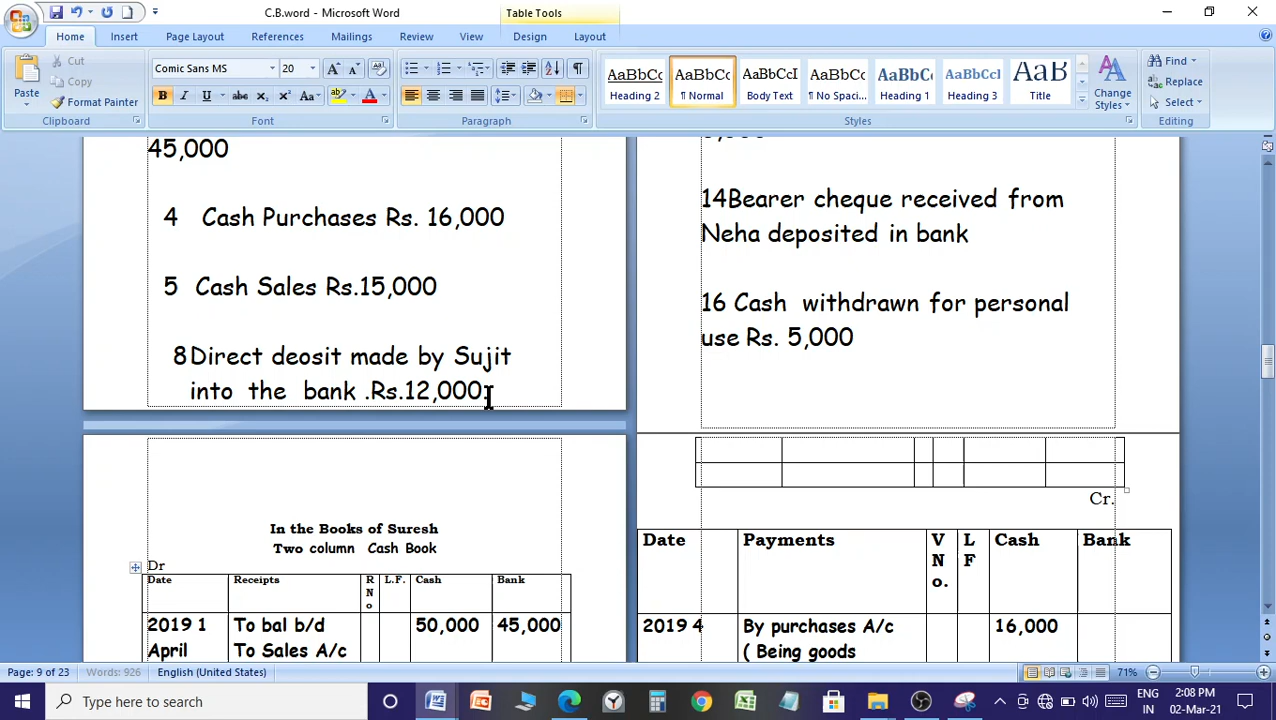 C.B.word - Microsoft Word
Table Tools
Home
Insert
Page Layout
References
Mailings
Review
View
Design
Layout
Paste
Cut
Copy
Format Painter
Clipboard
Comic Sans MS
20
Font
Paragraph
AaBbCc
Heading 2
AaBbCc
¶ Normal
AaBbCcI
Body Text
AaBbCc
¶ No Spaci...
AaBbCc
Heading 1
AaBbCc
Heading 3
AaB
Title
Change
Styles
Styles
Find
Replace
Select
Editing
45,000
4 Cash Purchases Rs. 16,000
5 Cash Sales Rs.15,000
8Direct deosit made by Sujit
into the bank .Rs.12,000
14Bearer cheque received from
Neha deposited in bank
16 Cash withdrawn for personal
use Rs. 5,000
In the Books of Suresh
Two column Cash Book
Dr
Date Receipts R N o L.F. Cash Bank
2019 1 To bal b/d 50,000 45,000
April To Sales A/c
Cr.
Date Payments V N o. L F Cash Bank
2019 4 By purchases A/c 16,000
( Being goods
Page: 9 of 23
Words: 926
English (United States)
71%
Type here to search
ENG
IN
2:08 PM
02-Mar-21